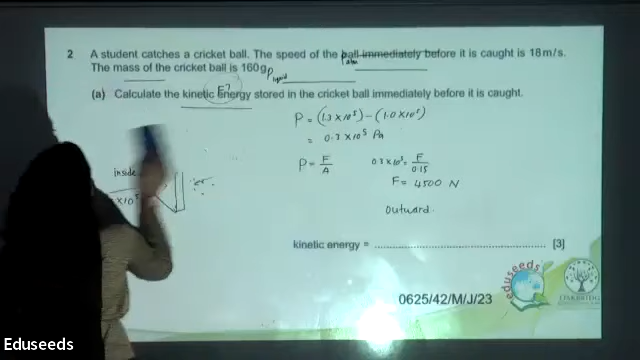 2 A student catches a cricket ball. The speed of the ball immediately before it is caught is 18 m/s.
The mass of the cricket ball is 160 g.
P liquid
E?
(a) Calculate the kinetic energy stored in the cricket ball immediately before it is caught.
P = (1.3 × 10⁵) − (1.0 × 10⁵)
= 0.3 × 10⁵ Pa
P = F/A
0.3 × 10⁵ = F/0.15
F = 4500 N
inside
× 10⁵
outward.
kinetic energy = ............................................................ [3]
eduseeds
0625/42/M/J/23
Eduseeds